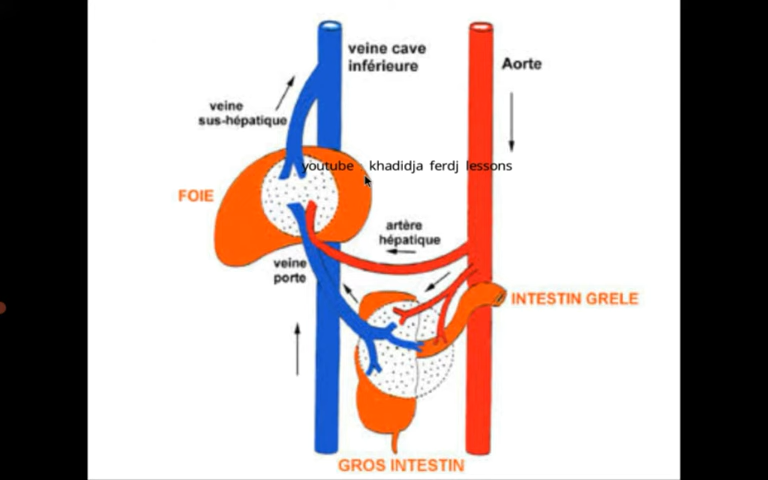 veine cave
inférieure
Aorte
veine
sus-hépatique
youtube : khadidja ferdj lessons
FOIE
artère
hépatique
veine
porte
INTESTIN GRELE
GROS INTESTIN